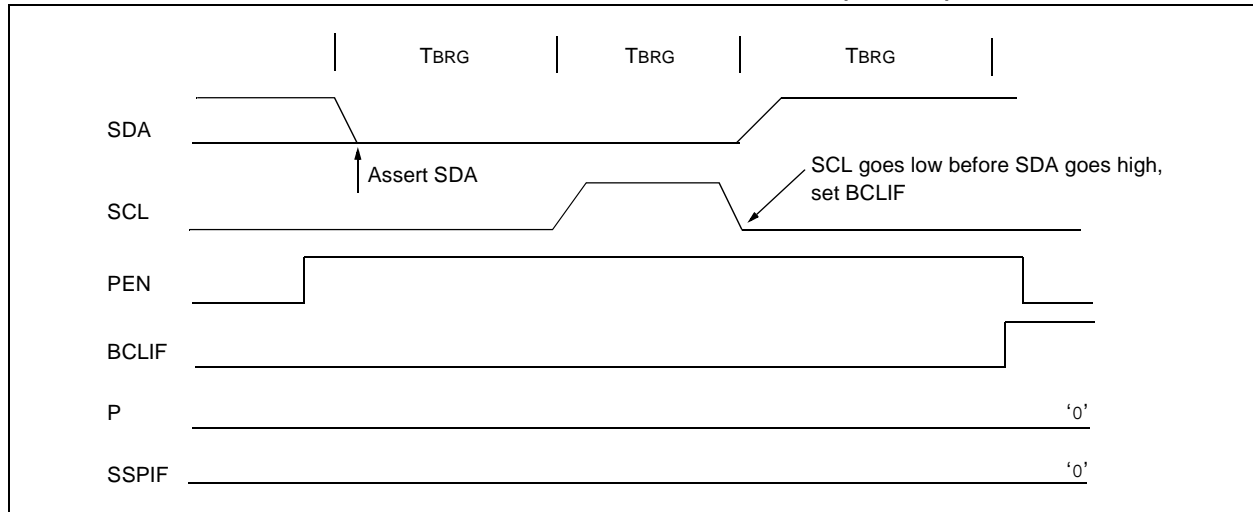 TBRG TBRG TBRG
SDA
Assert SDA
SCL goes low before SDA goes high,
set BCLIF
SCL
PEN
BCLIF
P
'0'
SSPIF
'0'